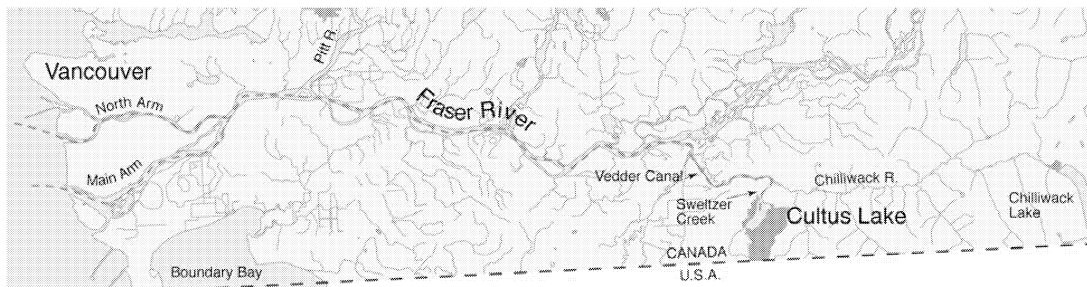 Pitt R.
Vancouver
North Arm
Fraser River
Main Arm
Vedder Canal
Chilliwack R.
Sweltzer
Creek
Cultus Lake
Chilliwack
Lake
CANADA
U.S.A.
Boundary Bay